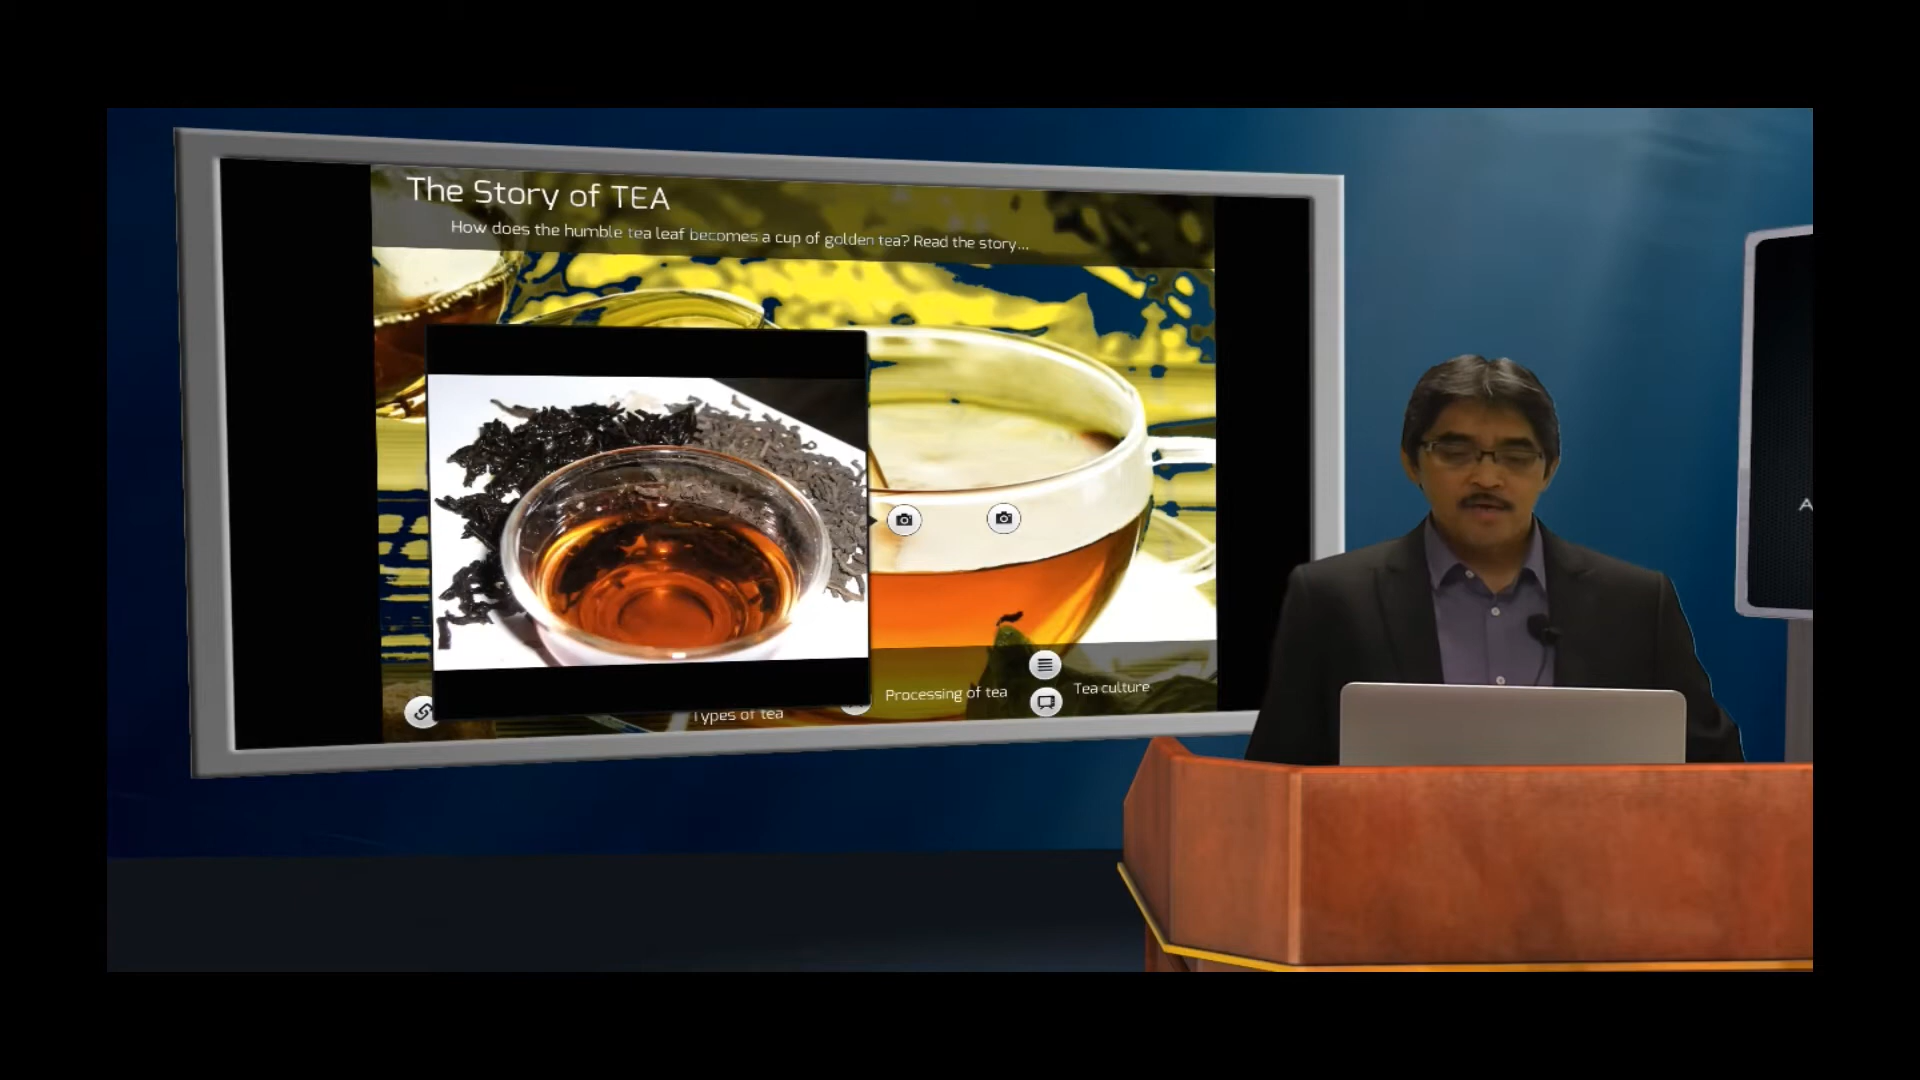 The Story of TEA
How does the humble tea leaf becomes a cup of golden tea? Read the story...
Types of tea
Processing of tea
Tea culture
A